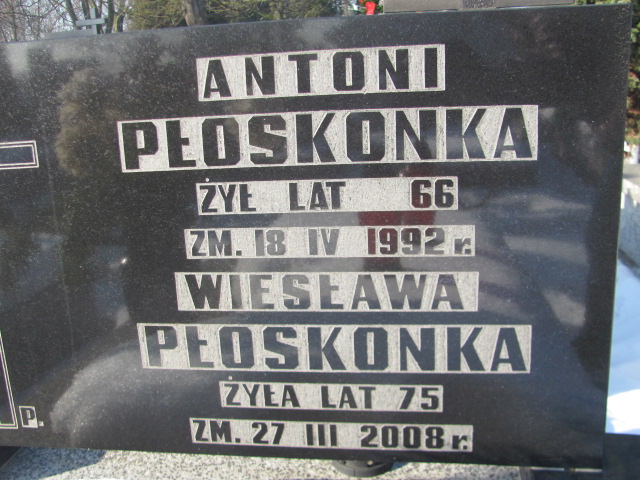 ANTONI
PŁOSKONKA
ŻYŁ LAT 66
ZM. 18 IV 1992 r.
WIESŁAWA
PŁOSKONKA
ŻYŁA LAT 75
ZM. 27 III 2008 r.
P.